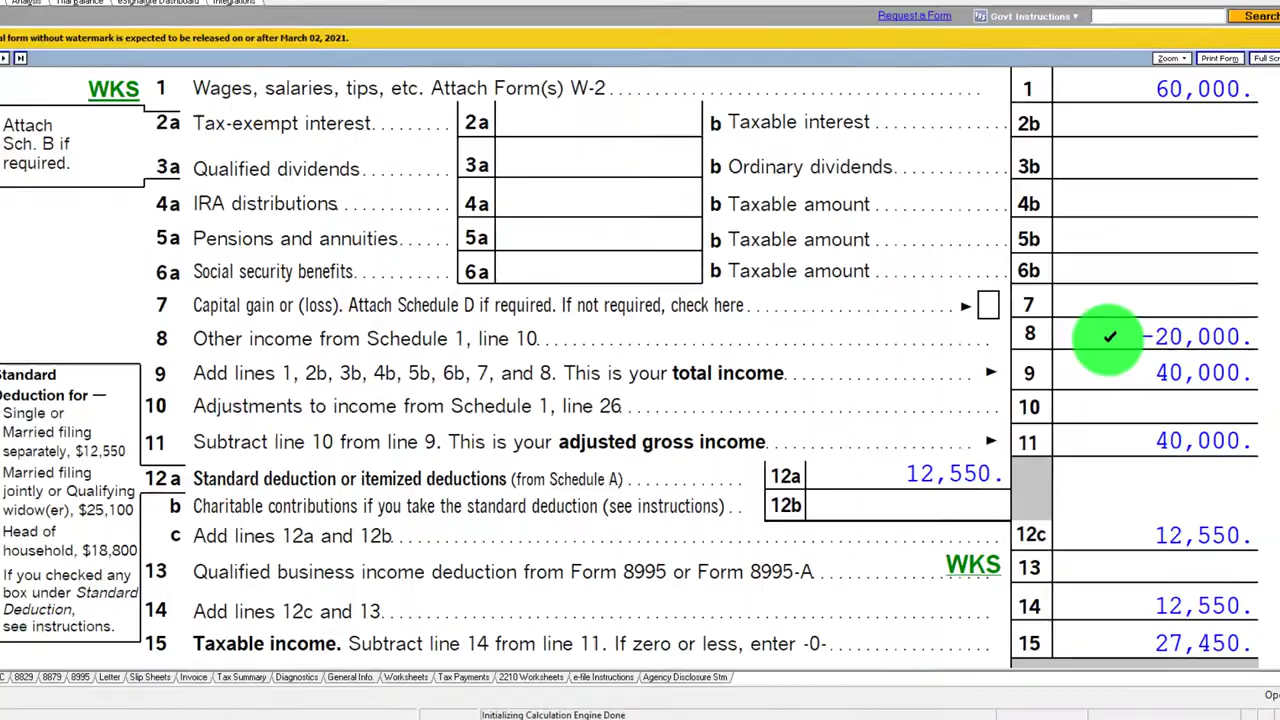 Analysis Trial Balance eSignature Dashboard Integrations
Request a Form Govt Instructions Search
al form without watermark is expected to be released on or after March 02, 2021.
Zoom Print Form Full Scr
WKS 1 Wages, salaries, tips, etc. Attach Form(s) W-2 1 60,000.
Attach Sch. B if required.
2a Tax-exempt interest 2a b Taxable interest 2b
3a Qualified dividends 3a b Ordinary dividends 3b
4a IRA distributions 4a b Taxable amount 4b
5a Pensions and annuities 5a b Taxable amount 5b
6a Social security benefits 6a b Taxable amount 6b
7 Capital gain or (loss). Attach Schedule D if required. If not required, check here 7
8 Other income from Schedule 1, line 10 8 -20,000.
9 Add lines 1, 2b, 3b, 4b, 5b, 6b, 7, and 8. This is your total income 9 40,000.
10 Adjustments to income from Schedule 1, line 26 10
11 Subtract line 10 from line 9. This is your adjusted gross income 11 40,000.
Standard
Deduction for —
Single or
Married filing
separately, $12,550
Married filing
jointly or Qualifying
widow(er), $25,100
Head of
household, $18,800
If you checked any
box under Standard
Deduction,
see instructions.
12a Standard deduction or itemized deductions (from Schedule A) 12a 12,550.
b Charitable contributions if you take the standard deduction (see instructions) 12b
c Add lines 12a and 12b 12c 12,550.
13 Qualified business income deduction from Form 8995 or Form 8995-A WKS 13
14 Add lines 12c and 13 14 12,550.
15 Taxable income. Subtract line 14 from line 11. If zero or less, enter -0- 15 27,450.
C 8829 8879 8995 Letter Slip Sheets Invoice Tax Summary Diagnostics General Info. Worksheets Tax Payments 2210 Worksheets e-file Instructions Agency Disclosure Stm.
Ope
Initializing Calculation Engine Done